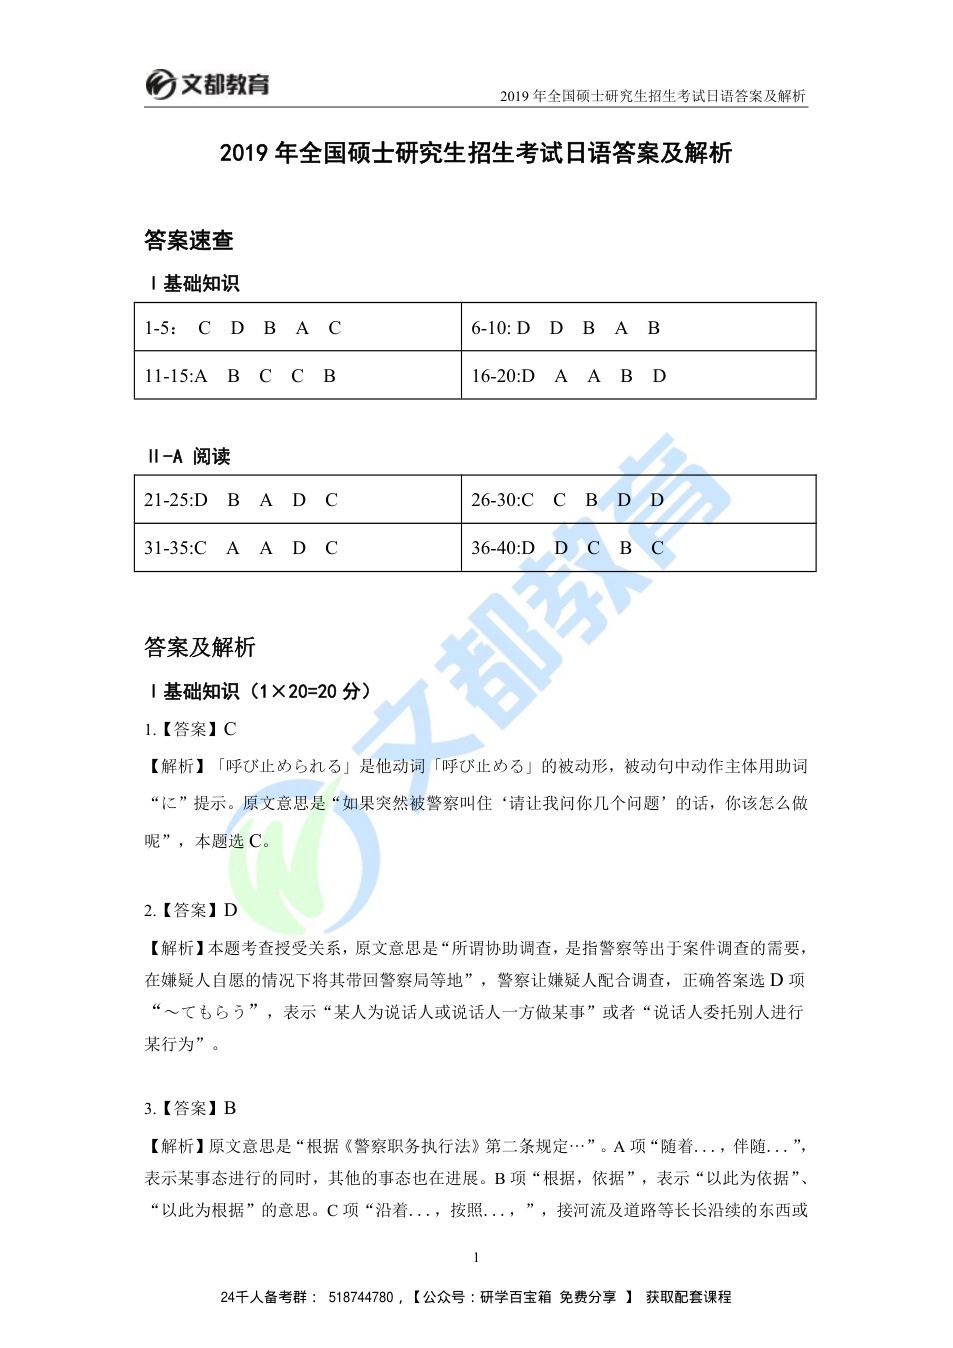 文都教育
2019 年全国硕士研究生招生考试日语答案及解析
2019 年全国硕士研究生招生考试日语答案及解析
答案速查
Ⅰ基础知识
1-5： C D B A C
6-10: D D B A B
11-15:A B C C B
16-20:D A A B D
Ⅱ-A 阅读
21-25:D B A D C
26-30:C C B D D
31-35:C A A D C
36-40:D D C B C
文都教育
答案及解析
Ⅰ基础知识（1×20=20 分）
1.【答案】C
【解析】「呼び止められる」是他动词「呼び止める」的被动形，被动句中动作主体用助词
“に”提示。原文意思是“如果突然被警察叫住‘请让我问你几个问题’的话，你该怎么做
呢”，本题选 C。
2.【答案】D
【解析】本题考查授受关系，原文意思是“所谓协助调查，是指警察等出于案件调查的需要，
在嫌疑人自愿的情况下将其带回警察局等地”，警察让嫌疑人配合调查，正确答案选 D 项
“～てもらう”，表示“某人为说话人或说话人一方做某事”或者“说话人委托别人进行
某行为”。
3.【答案】B
【解析】原文意思是“根据《警察职务执行法》第二条规定…”。A 项“随着...，伴随...”，
表示某事态进行的同时，其他的事态也在进展。B 项“根据，依据”，表示“以此为依据”、
“以此为根据”的意思。C 项“沿着...，按照...，”，接河流及道路等长长沿续的东西或
1
24千人备考群： 518744780，【公众号：研学百宝箱 免费分享 】 获取配套课程